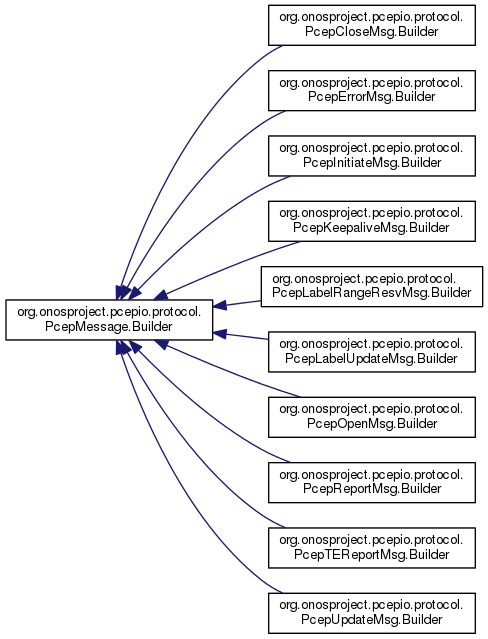 org.onosproject.pcepio.protocol.
PcepCloseMsg.Builder
org.onosproject.pcepio.protocol.
PcepErrorMsg.Builder
org.onosproject.pcepio.protocol.
PcepInitiateMsg.Builder
org.onosproject.pcepio.protocol.
PcepKeepaliveMsg.Builder
org.onosproject.pcepio.protocol.
PcepLabelRangeResvMsg.Builder
org.onosproject.pcepio.protocol.
PcepMessage.Builder
org.onosproject.pcepio.protocol.
PcepLabelUpdateMsg.Builder
org.onosproject.pcepio.protocol.
PcepOpenMsg.Builder
org.onosproject.pcepio.protocol.
PcepReportMsg.Builder
org.onosproject.pcepio.protocol.
PcepTEReportMsg.Builder
org.onosproject.pcepio.protocol.
PcepUpdateMsg.Builder